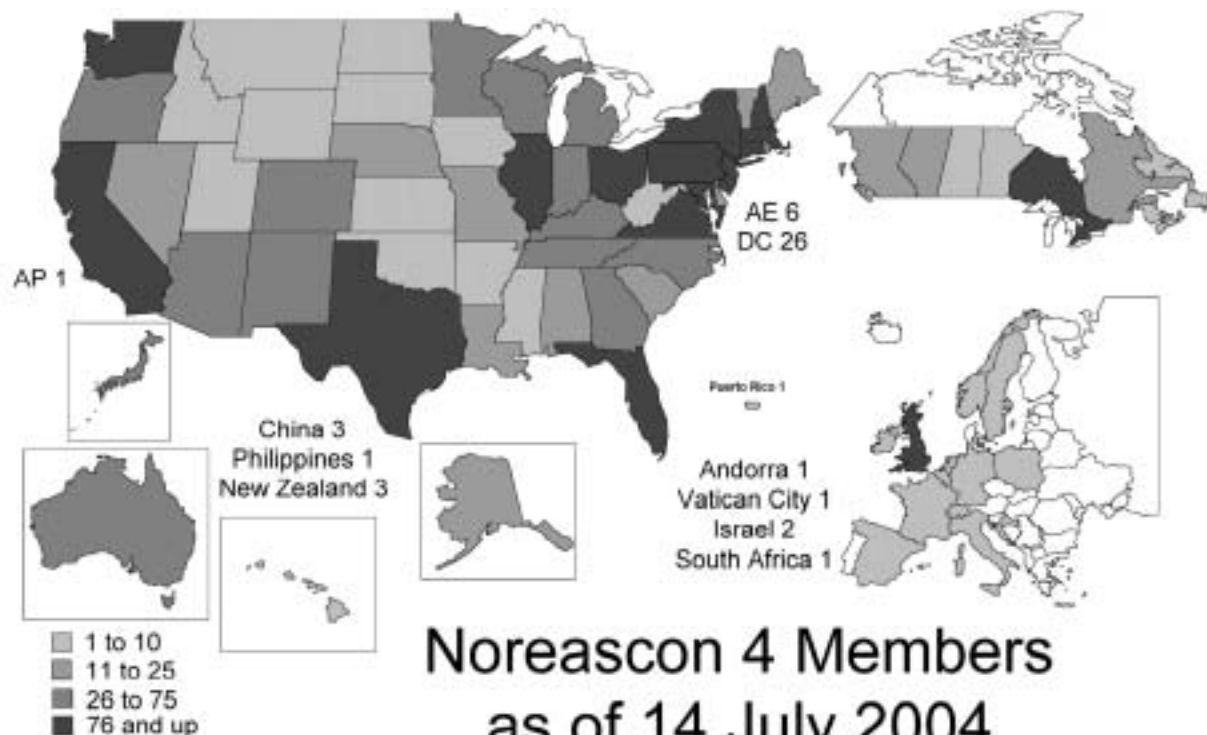 AE 6
DC 26
AP 1
Puerto Rico 1
China 3
Philippines 1
New Zealand 3
Andorra 1
Vatican City 1
Israel 2
South Africa 1
1 to 10
11 to 25
26 to 75
76 and up
Noreascon 4 Members
as of 14 July 2004